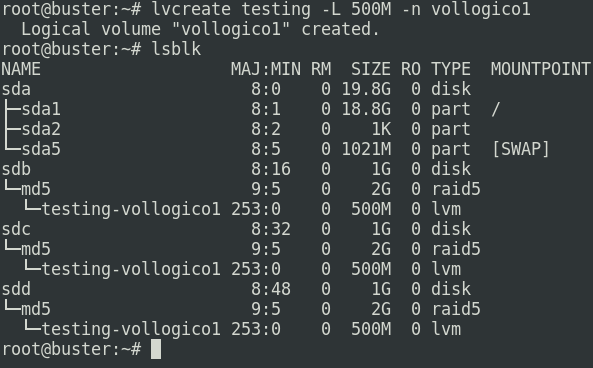 root@buster:~# lvcreate testing -L 500M -n vollogico1
  Logical volume "vollogico1" created.
root@buster:~# lsblk
NAME                   MAJ:MIN RM  SIZE RO TYPE  MOUNTPOINT
sda                      8:0    0 19.8G  0 disk
├─sda1                   8:1    0 18.8G  0 part  /
├─sda2                   8:2    0    1K  0 part
└─sda5                   8:5    0 1021M  0 part  [SWAP]
sdb                      8:16   0    1G  0 disk
└─md5                    9:5    0    2G  0 raid5
  └─testing-vollogico1 253:0    0  500M  0 lvm
sdc                      8:32   0    1G  0 disk
└─md5                    9:5    0    2G  0 raid5
  └─testing-vollogico1 253:0    0  500M  0 lvm
sdd                      8:48   0    1G  0 disk
└─md5                    9:5    0    2G  0 raid5
  └─testing-vollogico1 253:0    0  500M  0 lvm
root@buster:~#